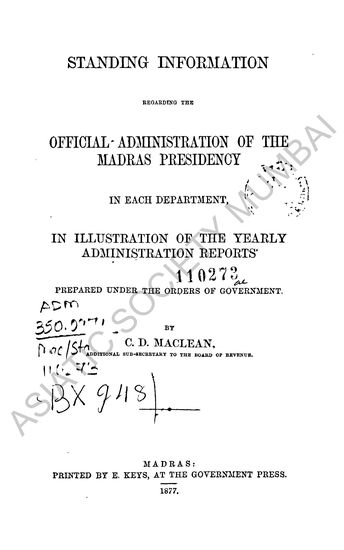 STANDING INFORMATION
REGARDING THE
OFFICIAL ADMINISTRATION OF THE
MADRAS PRESIDENCY
IN EACH DEPARTMENT,
IN ILLUSTRATION OF THE YEARLY
ADMINISTRATION REPORTS
110273
PREPARED UNDER THE ORDERS OF GOVERNMENT.
ADM
BY
C. D. MACLEAN,
ADDITIONAL SUB-SECRETARY TO THE BOARD OF REVENUE.
BX 948
MADRAS:
PRINTED BY E. KEYS, AT THE GOVERNMENT PRESS.
1877.
ASIATIC SOCIETY MUMBAI